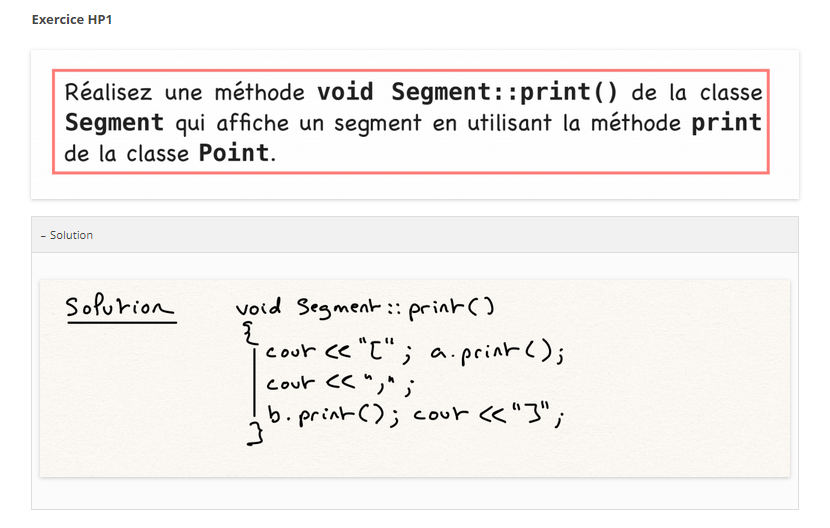 Exercice HP1
Réalisez une méthode void Segment::print() de la classe
Segment qui affiche un segment en utilisant la méthode print
de la classe Point.
– Solution
Solution
void Segment::print()
{
cout << "["; a.print();
cout << ",";
b.print(); cout << "]";
}